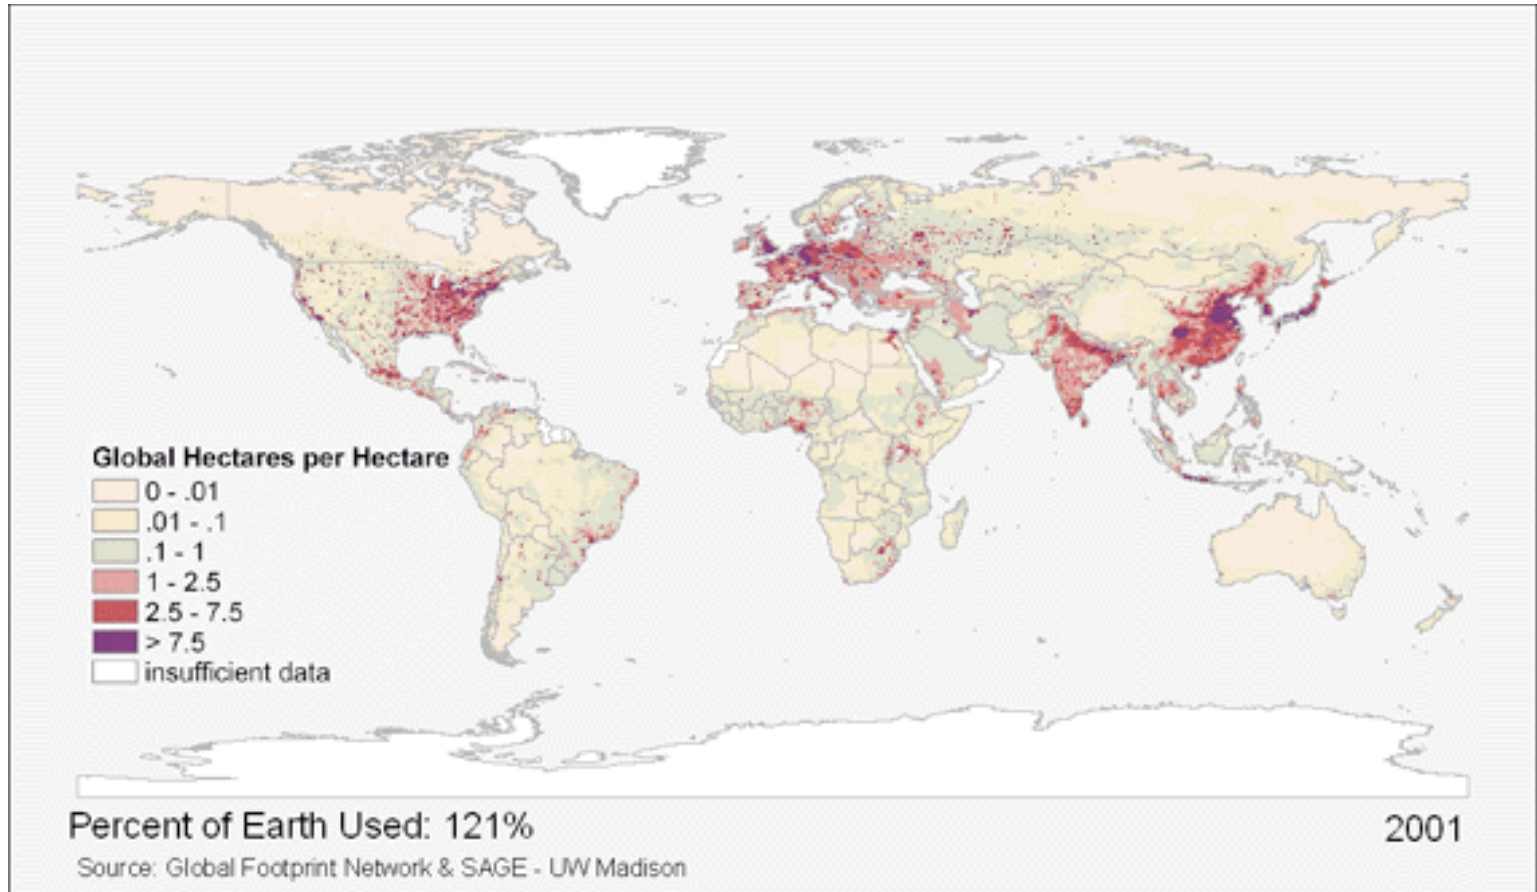 Global Hectares per Hectare
0 - .01
.01 - .1
.1 - 1
1 - 2.5
2.5 - 7.5
> 7.5
insufficient data
Percent of Earth Used: 121%
2001
Source: Global Footprint Network & SAGE - UW Madison